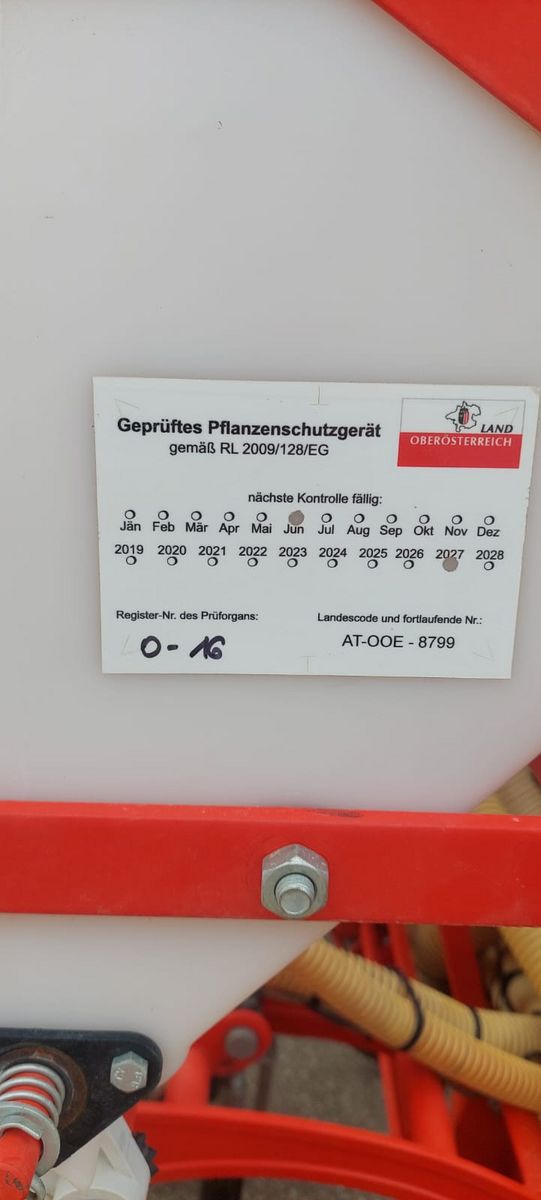 Geprüftes Pflanzenschutzgerät
gemäß RL 2009/128/EG
LAND
OBERÖSTERREICH
nächste Kontrolle fällig:
Jän Feb Mär Apr Mai Jun Jul Aug Sep Okt Nov Dez
2019 2020 2021 2022 2023 2024 2025 2026 2027 2028
Register-Nr. des Prüforgans:
O-16
Landescode und fortlaufende Nr.:
AT-OOE - 8799